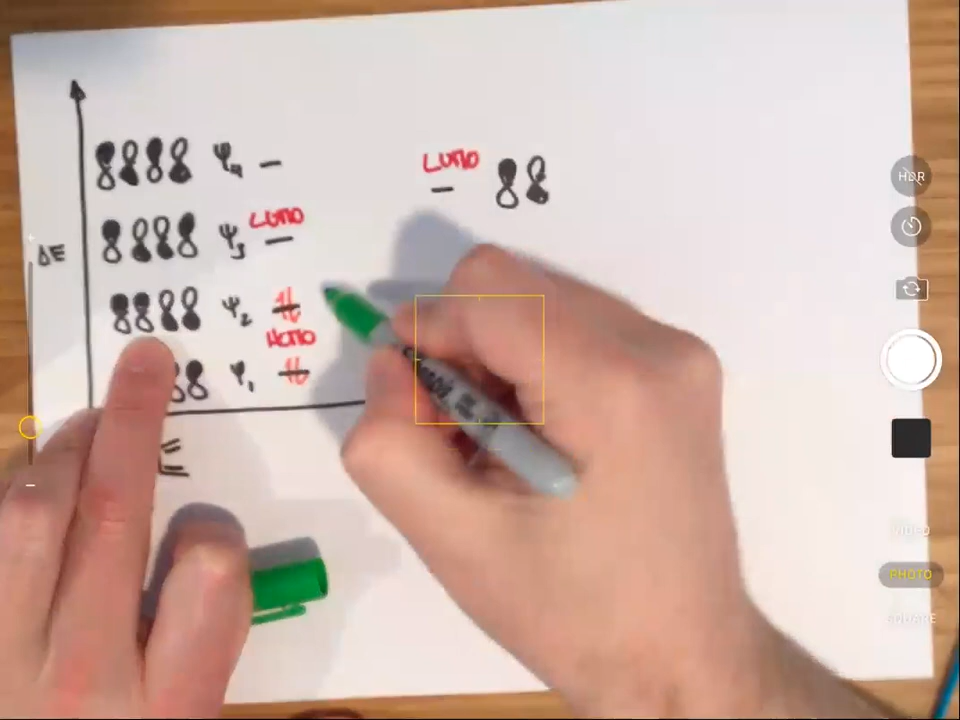 HDR
Ψ4
LUMO
LUMO
Ψ3
ΔE
Ψ2
HOMO
Ψ1
E
VIDEO
PHOTO
SQUARE